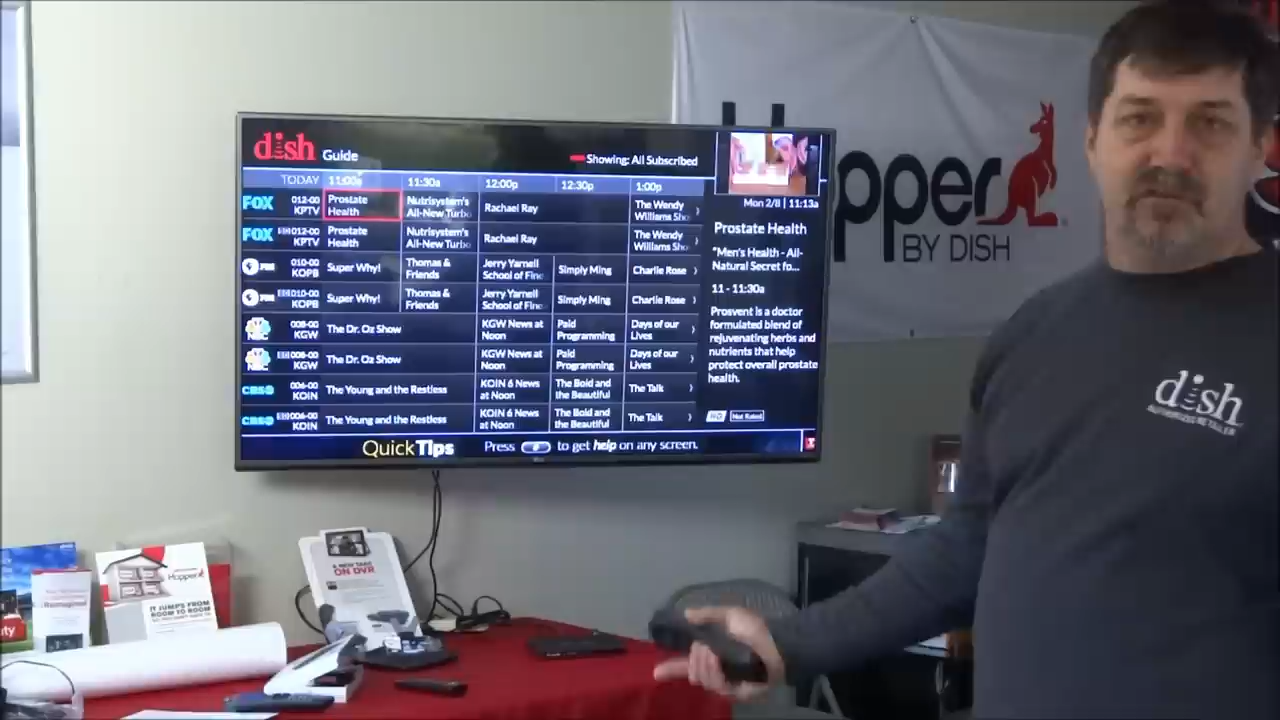 dish Guide
Showing: All Subscribed
TODAY 11:00a 11:30a 12:00p 12:30p 1:00p
Mon 2/8 | 11:13a
FOX 012-00 KPTV
Prostate Health
Nutrisystem's All-New Turbo
Rachael Ray
The Wendy Williams Sho
FOX 012-00 KPTV
Prostate Health
Nutrisystem's All-New Turbo
Rachael Ray
The Wendy Williams Sho
010-00 KOPB
Super Why!
Thomas & Friends
Jerry Yarnell School of Fine
Simply Ming
Charlie Rose
010-00 KOPB
Super Why!
Thomas & Friends
Jerry Yarnell School of Fine
Simply Ming
Charlie Rose
NBC 008-00 KGW
The Dr. Oz Show
KGW News at Noon
Paid Programming
Days of our Lives
NBC 008-00 KGW
The Dr. Oz Show
KGW News at Noon
Paid Programming
Days of our Lives
CBS 006-00 KOIN
The Young and the Restless
KOIN 6 News at Noon
The Bold and the Beautiful
The Talk
CBS 006-00 KOIN
The Young and the Restless
KOIN 6 News at Noon
The Bold and the Beautiful
The Talk
Prostate Health
"Men's Health - All-
Natural Secret fo...
11 - 11:30a
Prosvent is a doctor
formulated blend of
rejuvenating herbs and
nutrients that help
protect overall prostate
health.
HD Not Rated
QuickTips Press to get help on any screen.
pper
BY DISH
dish
AUTHORIZED RETAILER
Hopper
IT JUMPS FROM
ROOM TO ROOM
A NEW TAKE
ON DVR